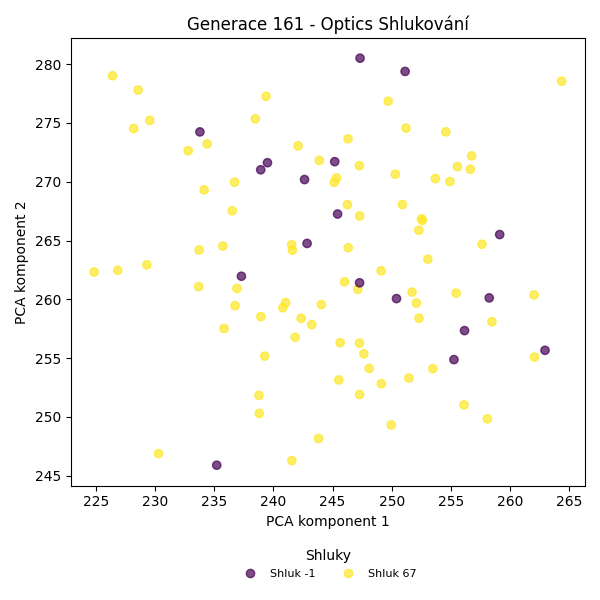 Generace 161 - Optics Shlukování
PCA komponent 2
280
275
270
265
260
255
250
245
225
230
235
240
245
250
255
260
265
PCA komponent 1
Shluky
Shluk -1
Shluk 67